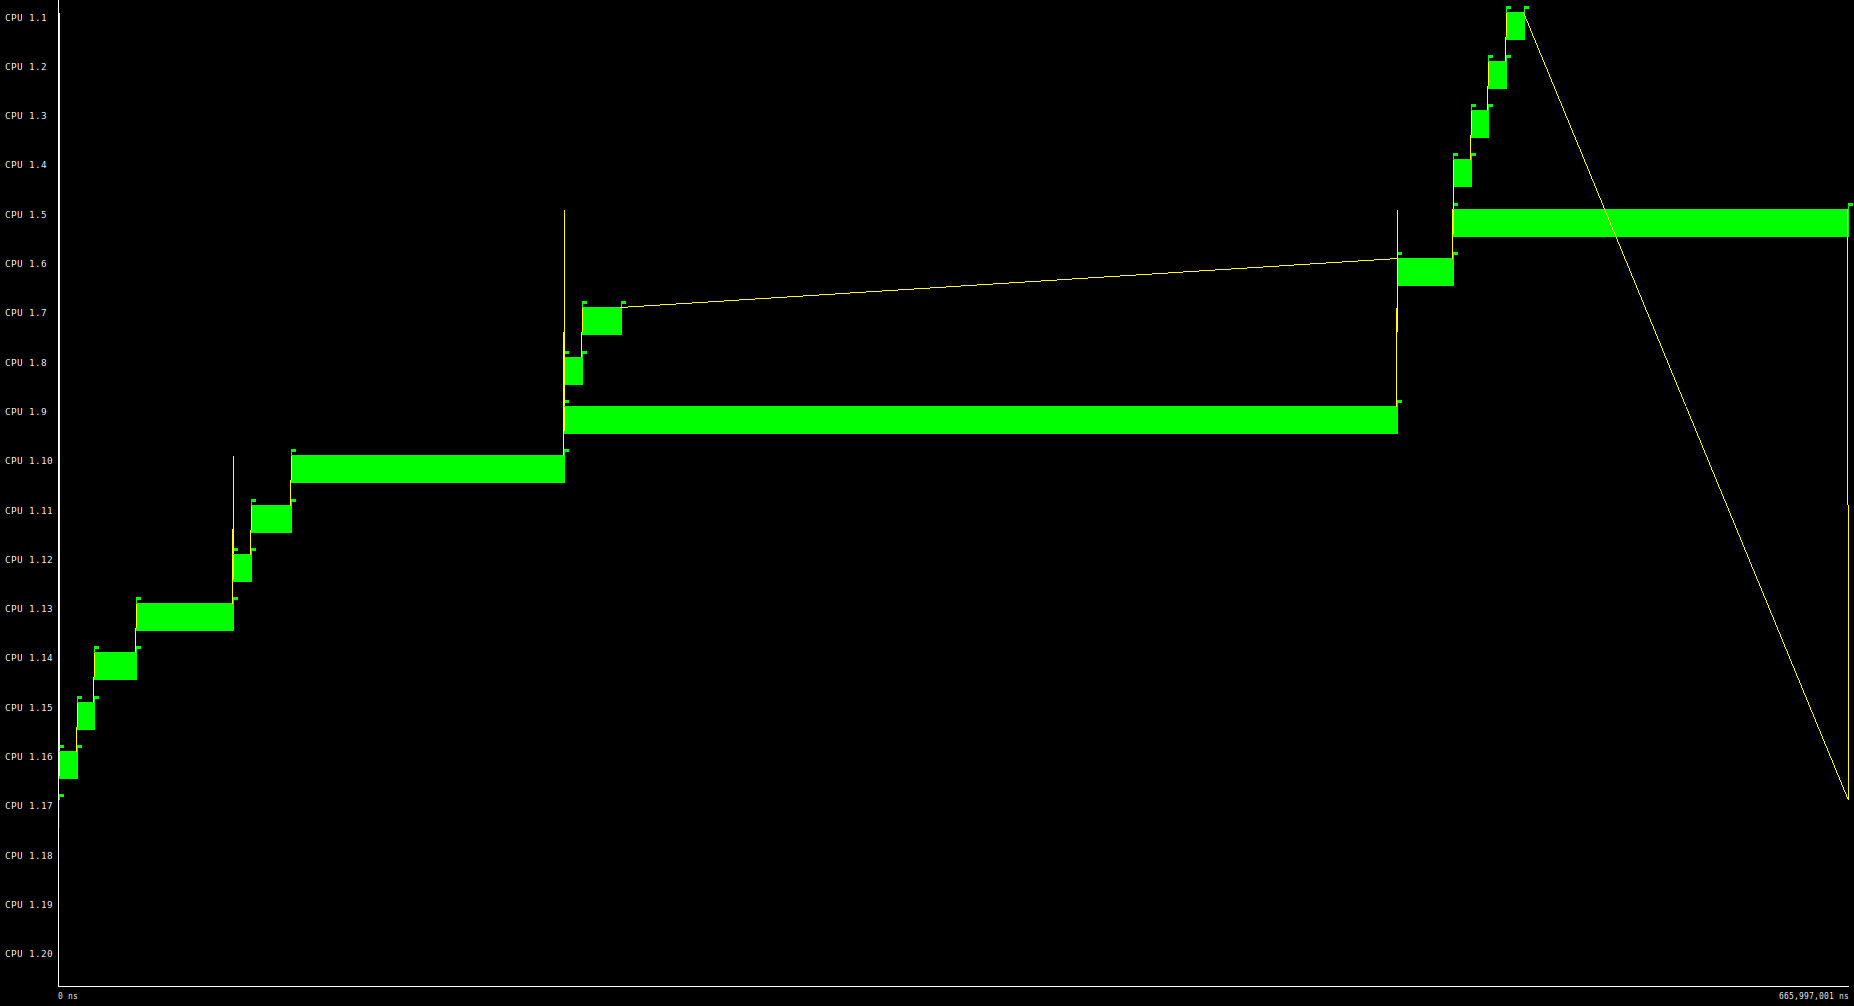 CPU 1.1
CPU 1.2
CPU 1.3
CPU 1.4
CPU 1.5
CPU 1.6
CPU 1.7
CPU 1.8
CPU 1.9
CPU 1.10
CPU 1.11
CPU 1.12
CPU 1.13
CPU 1.14
CPU 1.15
CPU 1.16
CPU 1.17
CPU 1.18
CPU 1.19
CPU 1.20
0 ns 665,997,001 ns